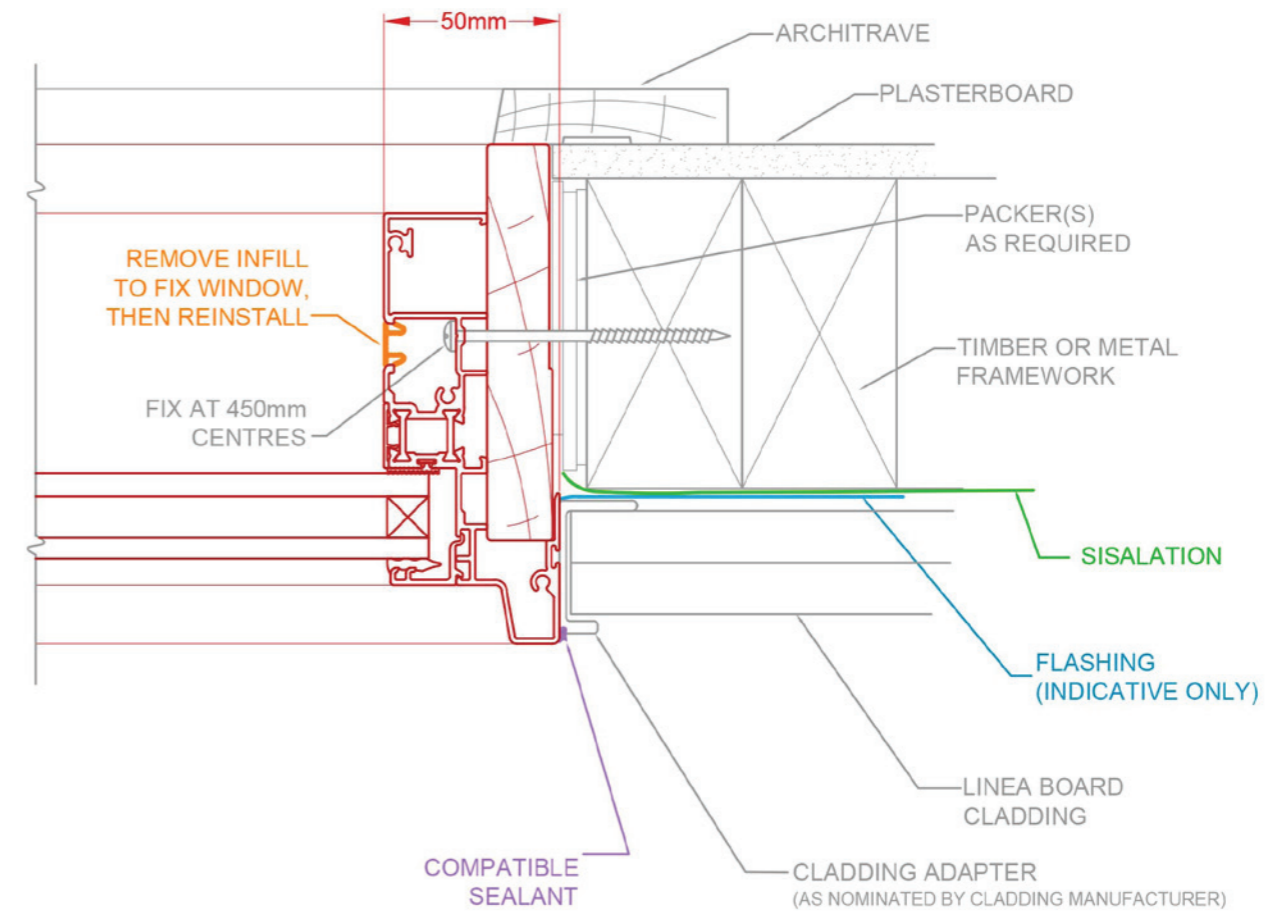 50mm
ARCHITRAVE
PLASTERBOARD
PACKER(S)
AS REQUIRED
REMOVE INFILL
TO FIX WINDOW,
THEN REINSTALL
TIMBER OR METAL
FRAMEWORK
FIX AT 450mm
CENTRES
SISALATION
FLASHING
(INDICATIVE ONLY)
LINEA BOARD
CLADDING
COMPATIBLE
SEALANT
CLADDING ADAPTER
(AS NOMINATED BY CLADDING MANUFACTURER)